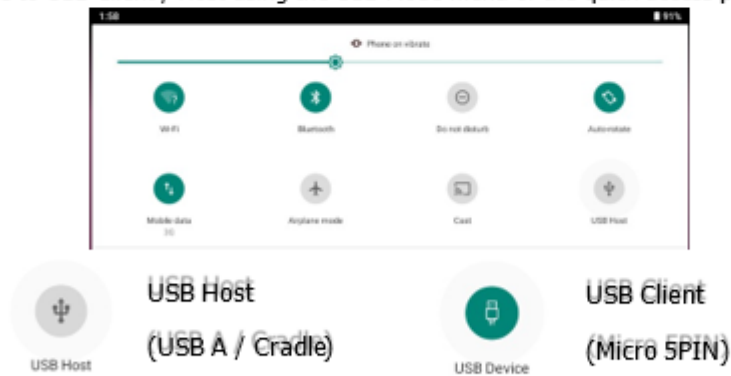 1:58 91%
Phone on vibrate
Wi-Fi Bluetooth Do not disturb Auto-rotate
Mobile data Airplane mode Cast USB Host
3G
USB Host USB Client
(USB A / Cradle) (Micro 5PIN)
USB Host USB Device